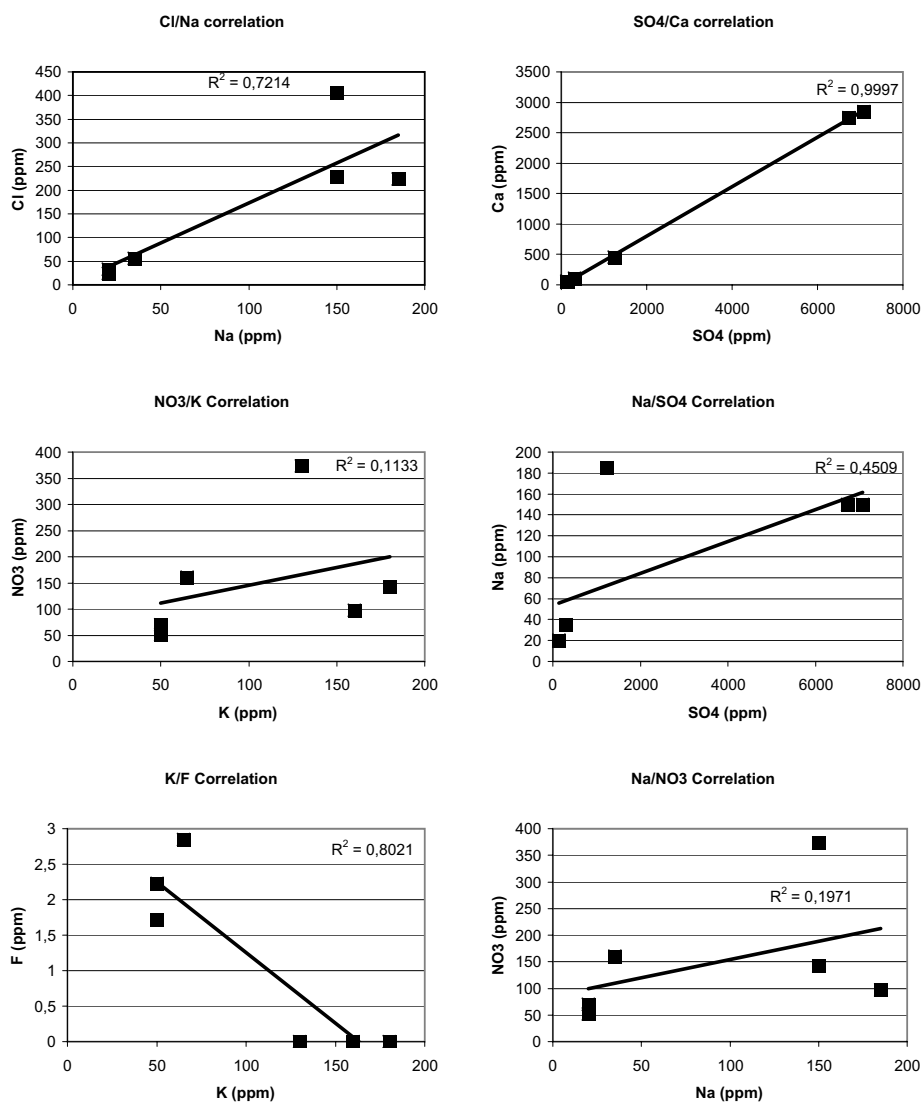 Cl/Na correlation
R² = 0,7214
450
400
350
300
250
200
150
100
50
0
Cl (ppm)
0 50 100 150 200
Na (ppm)
SO4/Ca correlation
R² = 0,9997
3500
3000
2500
2000
1500
1000
500
0
Ca (ppm)
0 2000 4000 6000 8000
SO4 (ppm)
NO3/K Correlation
R² = 0,1133
400
350
300
250
200
150
100
50
0
NO3 (ppm)
0 50 100 150 200
K (ppm)
Na/SO4 Correlation
R² = 0,4509
200
180
160
140
120
100
80
60
40
20
0
Na (ppm)
0 2000 4000 6000 8000
SO4 (ppm)
K/F Correlation
R² = 0,8021
3
2,5
2
1,5
1
0,5
0
F (ppm)
0 50 100 150 200
K (ppm)
Na/NO3 Correlation
R² = 0,1971
400
350
300
250
200
150
100
50
0
NO3 (ppm)
0 50 100 150 200
Na (ppm)